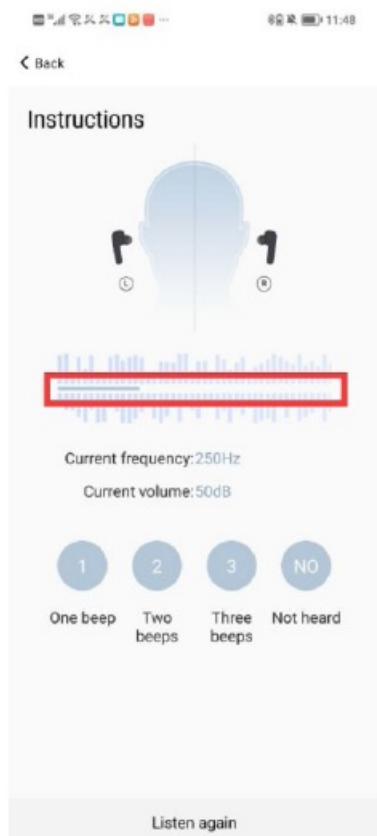 11:48
Back
Instructions
L
R
Current frequency:250Hz
Current volume:50dB
1
2
3
NO
One beep
Two
beeps
Three
beeps
Not heard
Listen again